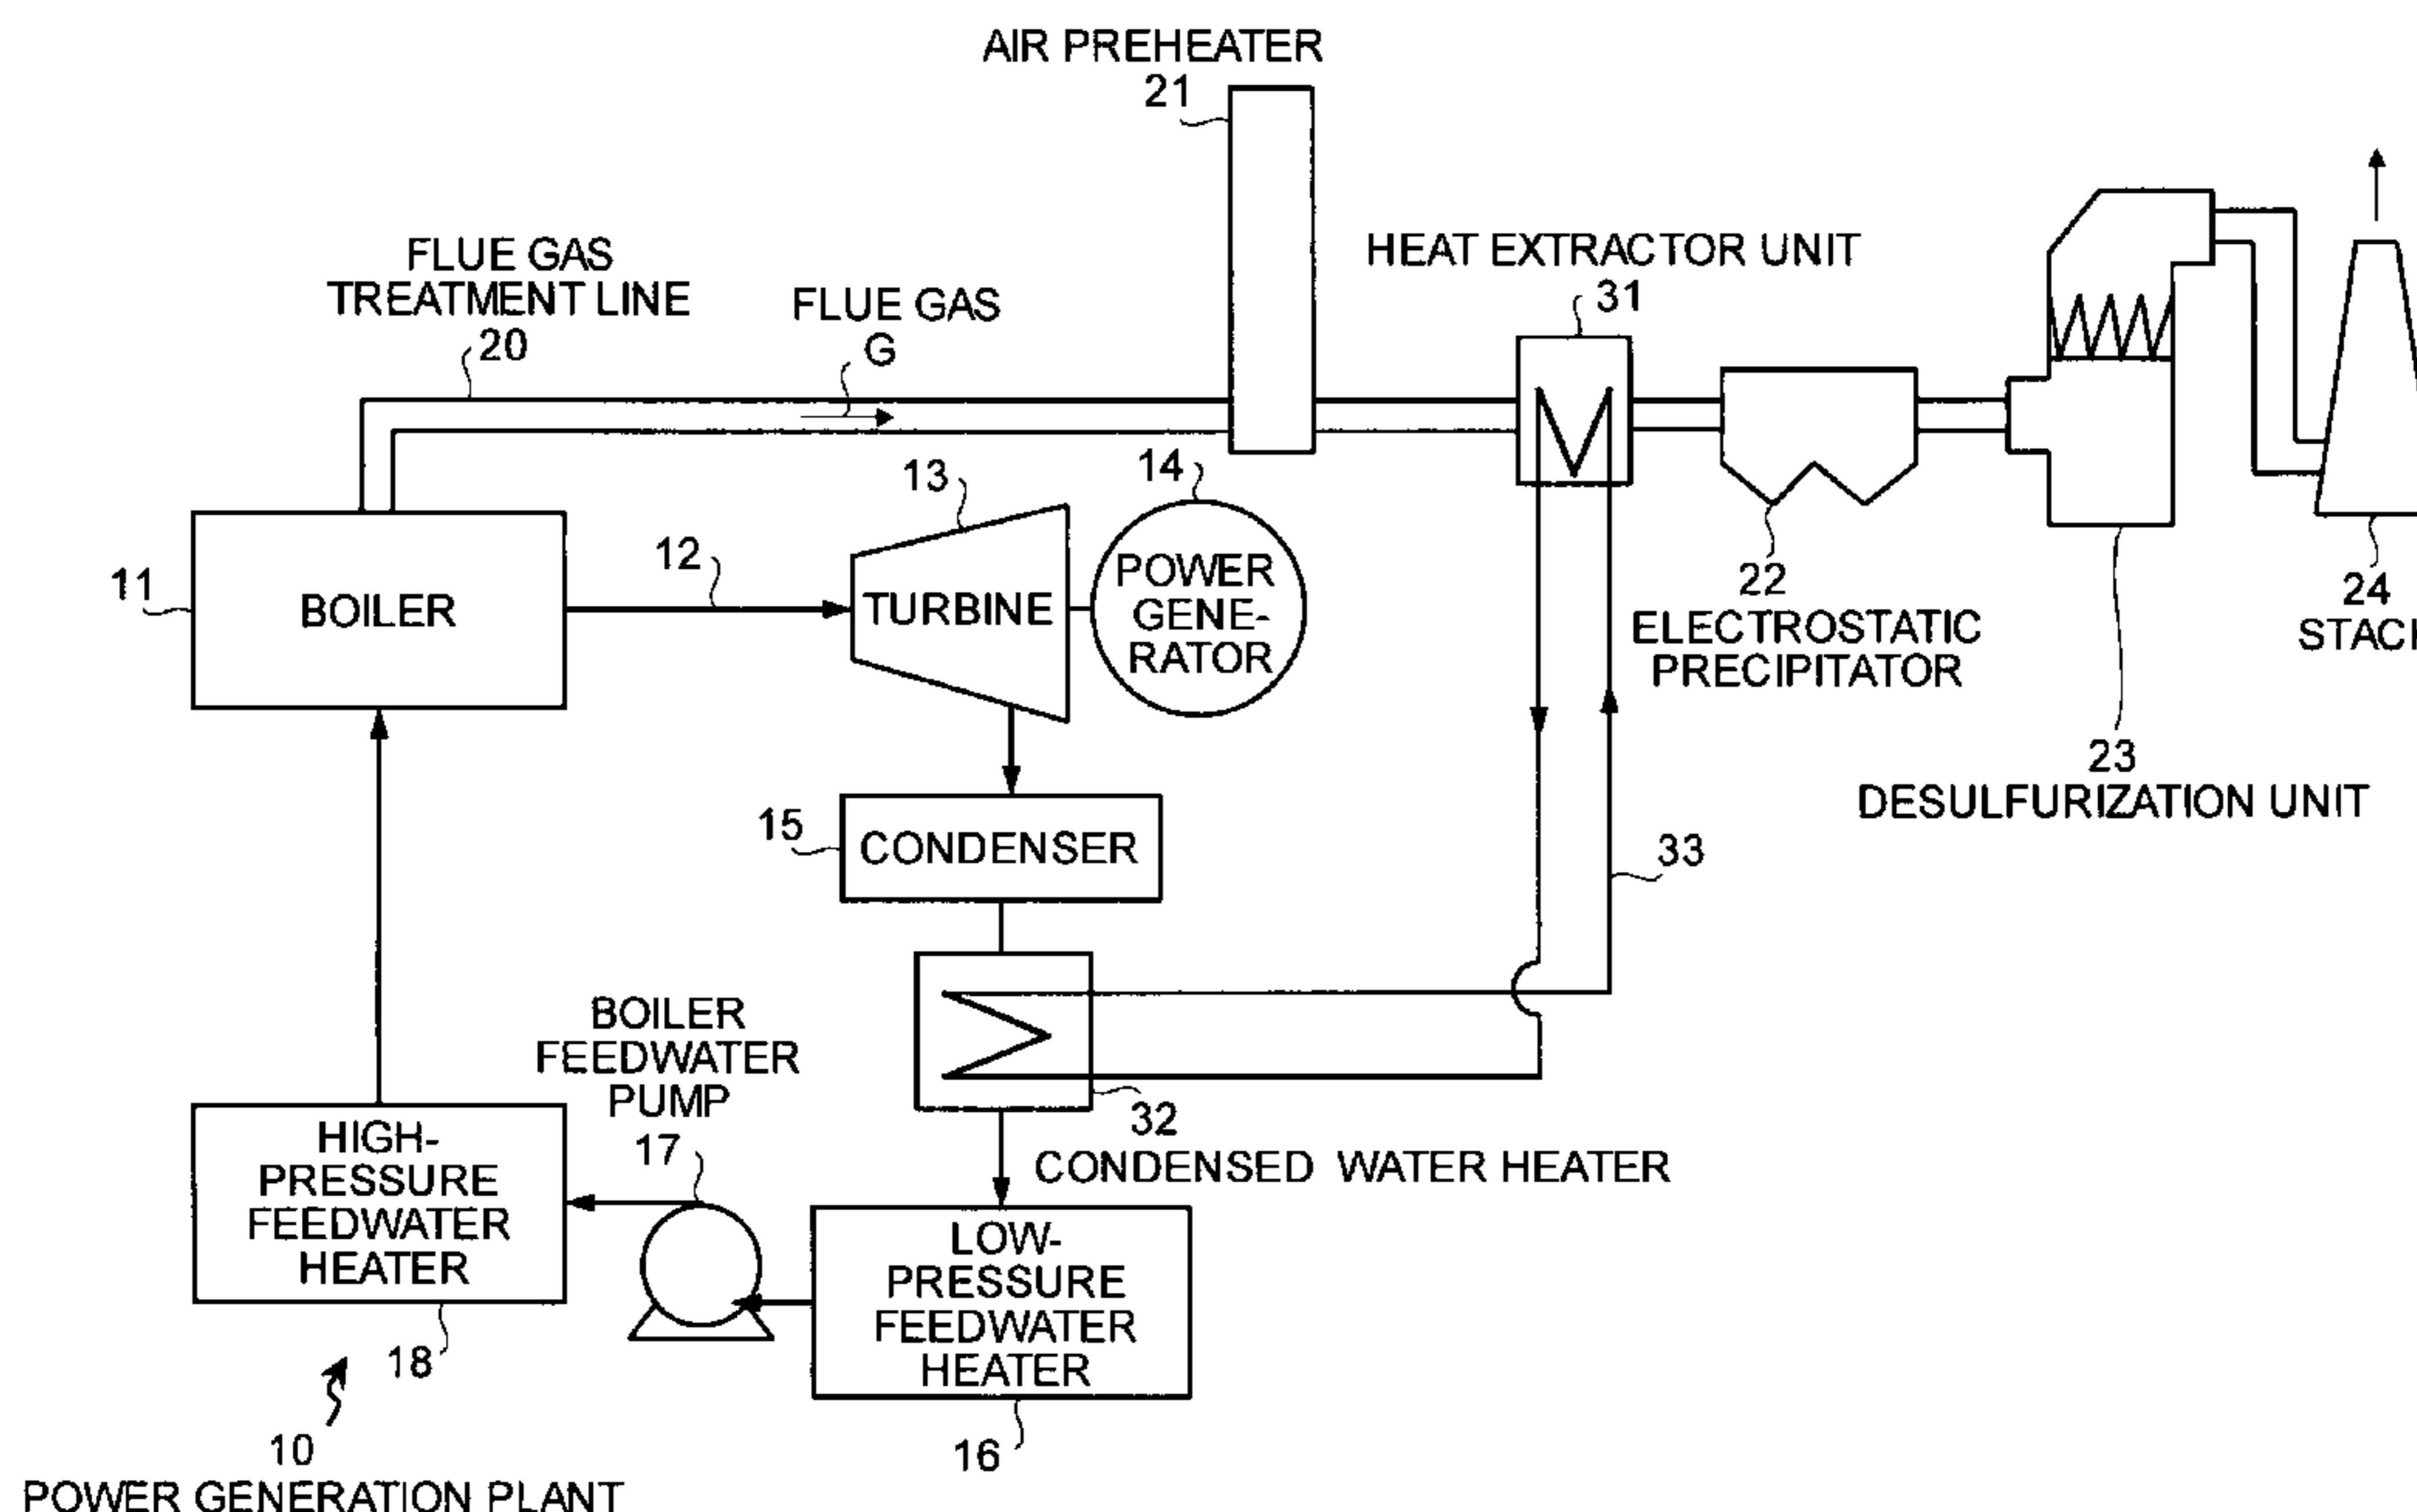 AIR PREHEATER
21
FLUE GAS
TREATMENT LINE
20
FLUE GAS
G
HEAT EXTRACTOR UNIT
31
11
BOILER
12
13
TURBINE
14
POWER
GENE-
RATOR
22
ELECTROSTATIC
PRECIPITATOR
24
STACK
23
DESULFURIZATION UNIT
15
CONDENSER
33
32
CONDENSED WATER HEATER
BOILER
FEEDWATER
PUMP
17
HIGH-
PRESSURE
FEEDWATER
HEATER
18
LOW-
PRESSURE
FEEDWATER
HEATER
16
10
POWER GENERATION PLANT